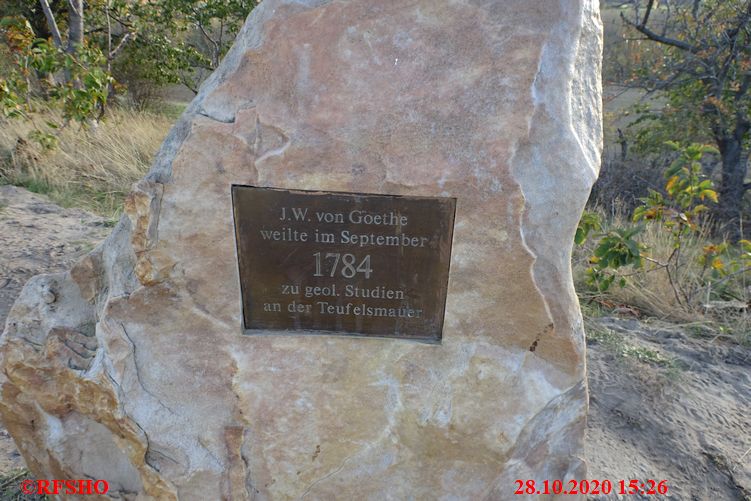 J.W. von Goethe
weilte im September
1784
zu geol. Studien
an der Teufelsmauer
©RFSHO
28.10.2020 15:26